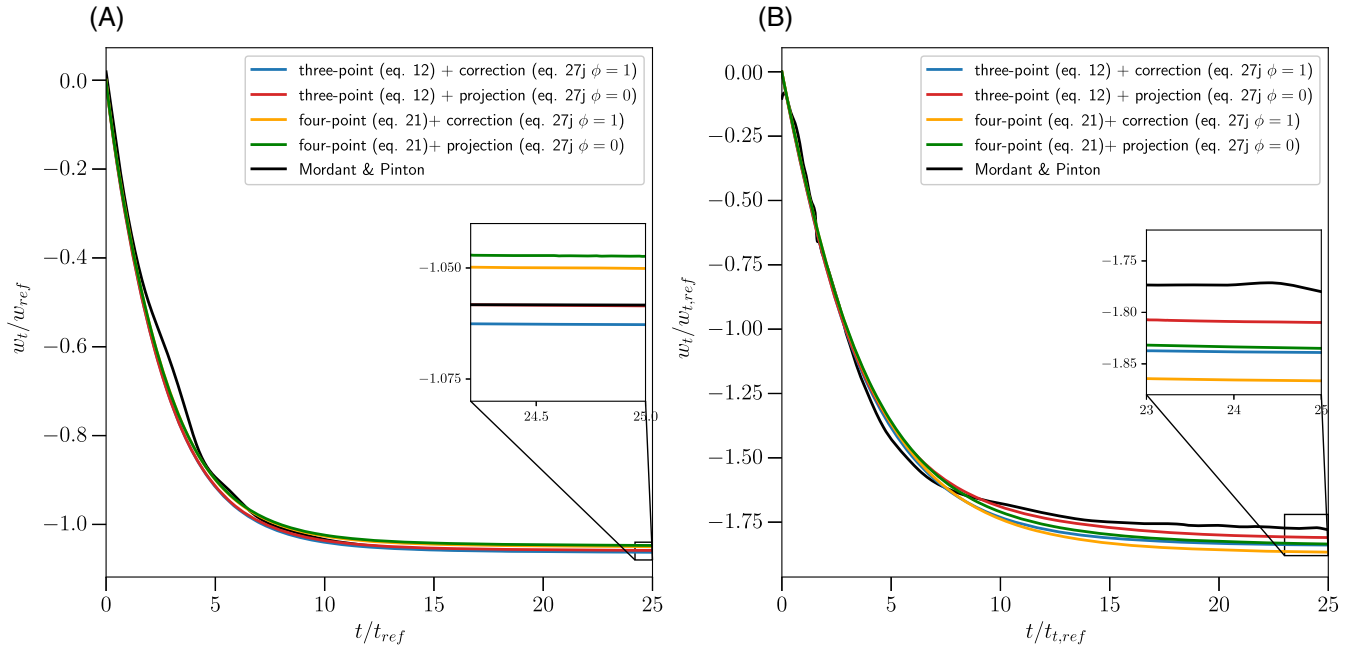 (A)
three-point (eq. 12) + correction (eq. 27j ϕ = 1)
three-point (eq. 12) + projection (eq. 27j ϕ = 0)
four-point (eq. 21)+ correction (eq. 27j ϕ = 1)
four-point (eq. 21)+ projection (eq. 27j ϕ = 0)
Mordant & Pinton
0.0
−0.2
−0.4
−0.6
−0.8
−1.0
w_t/w_ref
−1.050
−1.075
24.5
25.0
0
5
10
15
20
25
t/t_ref
(B)
three-point (eq. 12) + correction (eq. 27j ϕ = 1)
three-point (eq. 12) + projection (eq. 27j ϕ = 0)
four-point (eq. 21)+ correction (eq. 27j ϕ = 1)
four-point (eq. 21)+ projection (eq. 27j ϕ = 0)
Mordant & Pinton
0.00
−0.25
−0.50
−0.75
−1.00
−1.25
−1.50
−1.75
w_t/w_t,ref
−1.75
−1.80
−1.85
23
24
25
0
5
10
15
20
25
t/t_t,ref